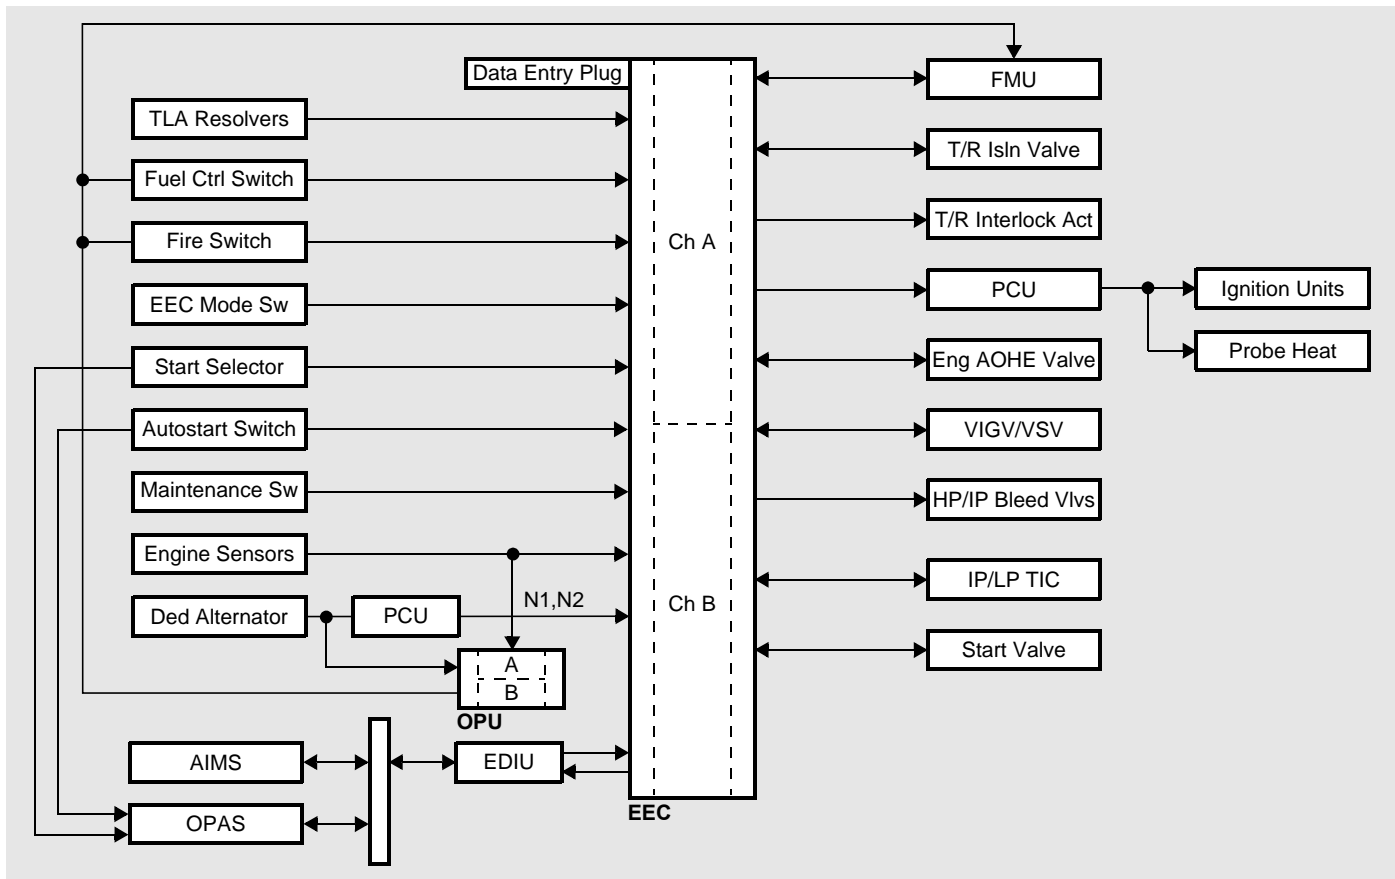 Data Entry Plug
FMU
TLA Resolvers
T/R Isln Valve
Fuel Ctrl Switch
T/R Interlock Act
Fire Switch
Ch A
EEC Mode Sw
PCU
Ignition Units
Start Selector
Eng AOHE Valve
Probe Heat
Autostart Switch
VIGV/VSV
Maintenance Sw
HP/IP Bleed Vlvs
Engine Sensors
IP/LP TIC
Ded Alternator
PCU
N1,N2
Ch B
Start Valve
A
B
OPU
AIMS
EDIU
OPAS
EEC